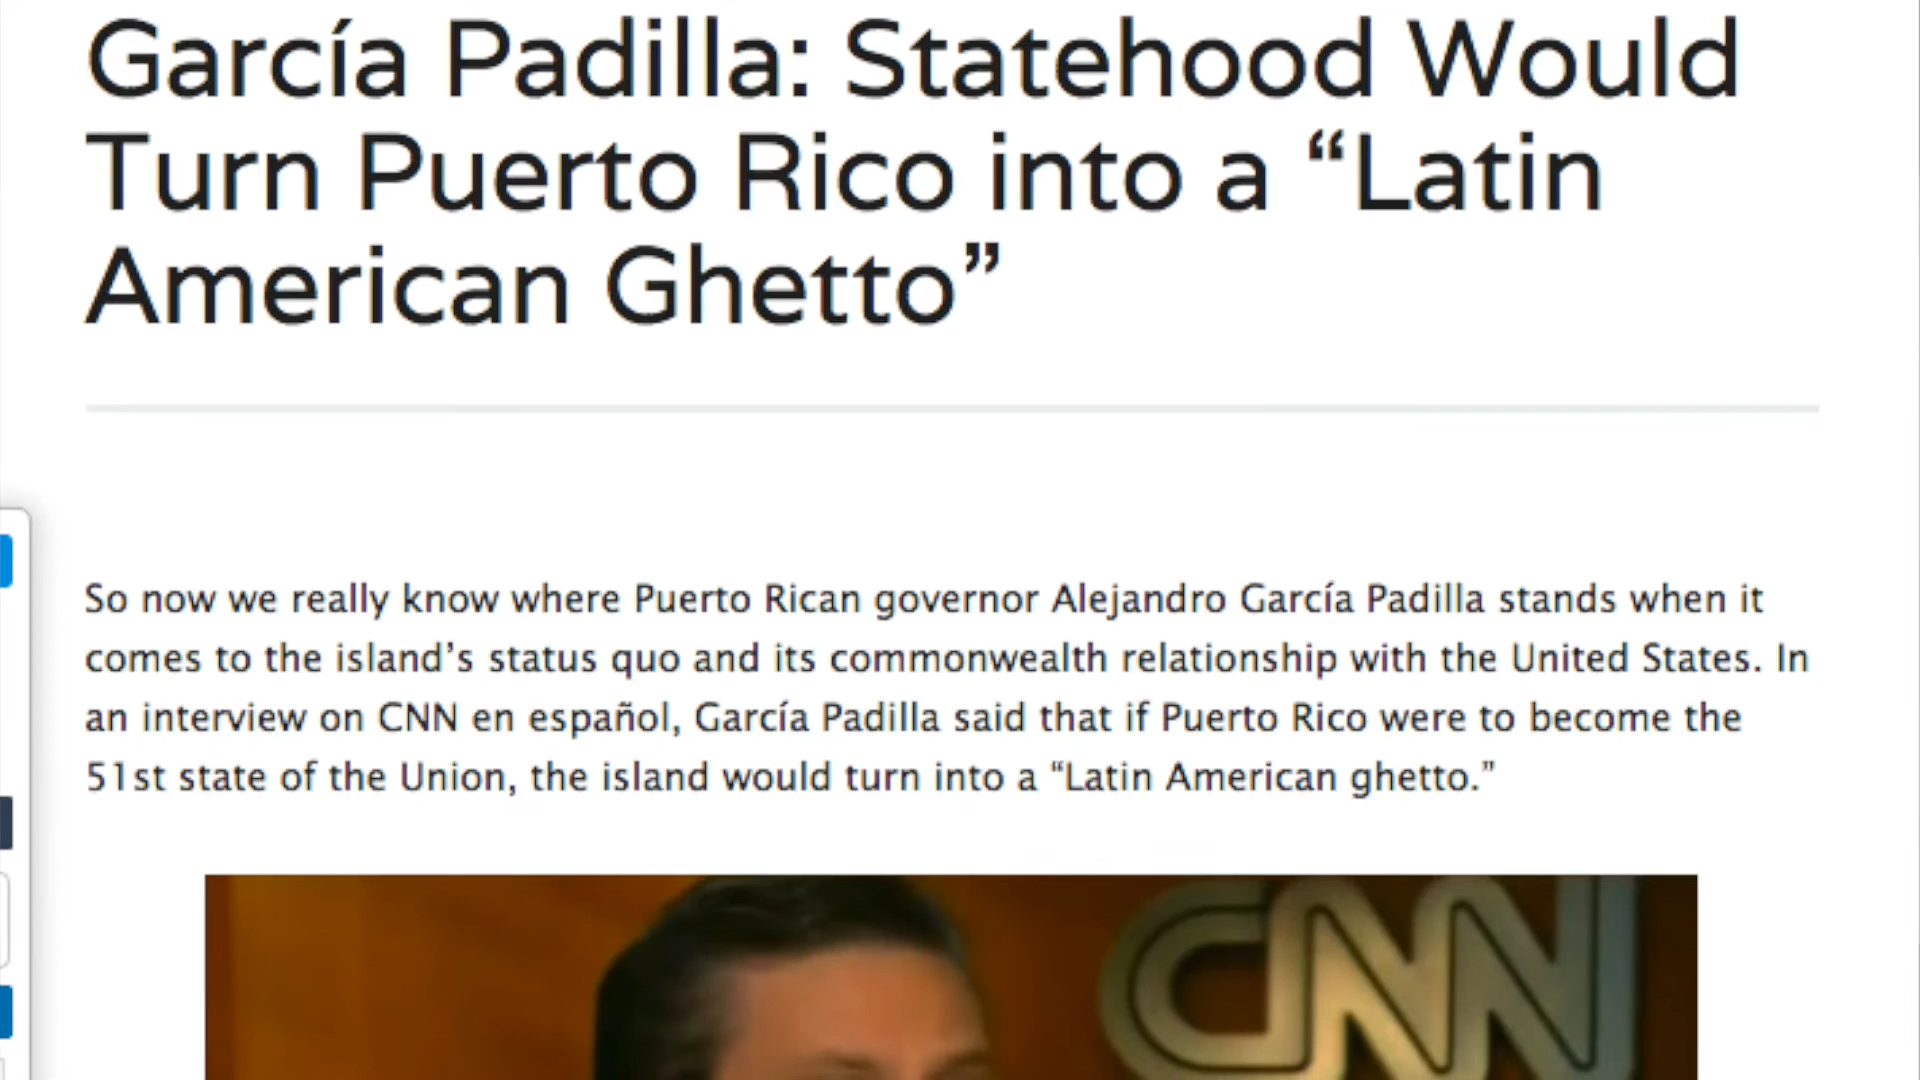 García Padilla: Statehood Would
Turn Puerto Rico into a “Latin
American Ghetto”
So now we really know where Puerto Rican governor Alejandro García Padilla stands when it
comes to the island’s status quo and its commonwealth relationship with the United States. In
an interview on CNN en español, García Padilla said that if Puerto Rico were to become the
51st state of the Union, the island would turn into a “Latin American ghetto.”
CNN